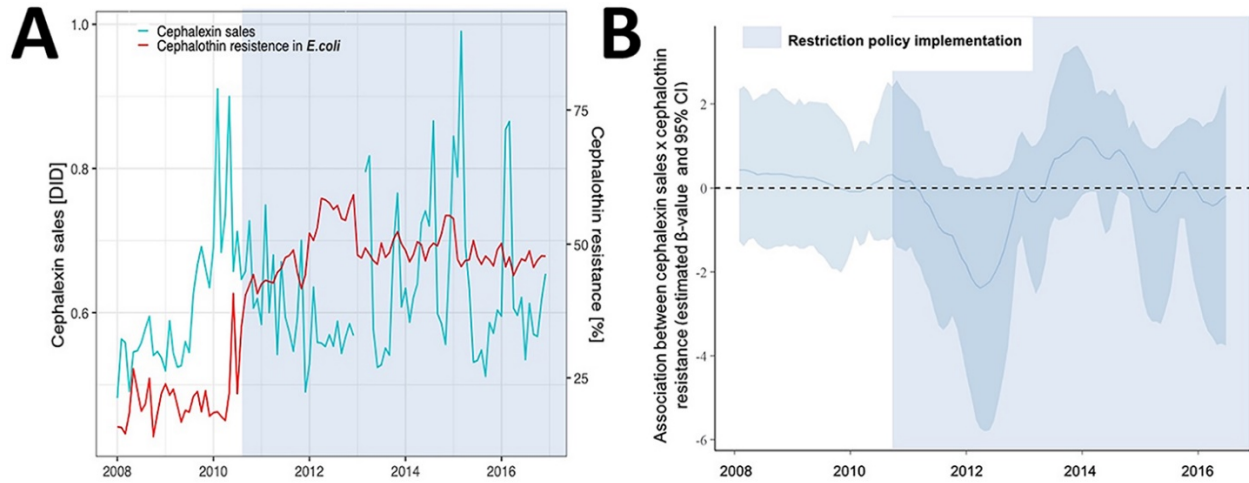 A
Cephalexin sales
Cephalothin resistence in E.coli
1.0
0.8
0.6
Cephalexin sales [DID]
75
50
25
Cephalothin resistance [%]
2008
2010
2012
2014
2016
B
Restriction policy implementation
2
0
-2
-4
-6
Association between cephalexin sales x cephalothin
resistance (estimated ß-value and 95% CI)
2008
2010
2012
2014
2016